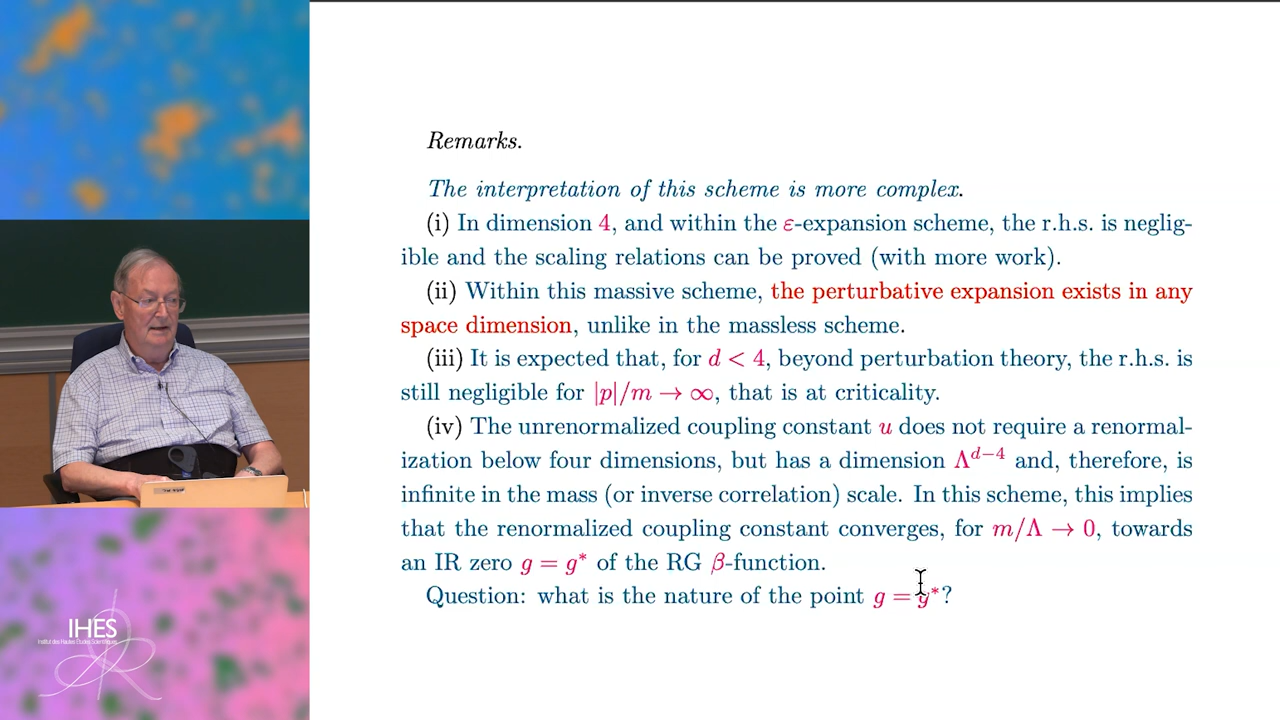 Remarks.
The interpretation of this scheme is more complex.
(i) In dimension 4, and within the ε-expansion scheme, the r.h.s. is neglig-
ible and the scaling relations can be proved (with more work).
(ii) Within this massive scheme, the perturbative expansion exists in any
space dimension, unlike in the massless scheme.
(iii) It is expected that, for d < 4, beyond perturbation theory, the r.h.s. is
still negligible for |p|/m → ∞, that is at criticality.
(iv) The unrenormalized coupling constant u does not require a renormal-
ization below four dimensions, but has a dimension Λ^{d−4} and, therefore, is
infinite in the mass (or inverse correlation) scale. In this scheme, this implies
that the renormalized coupling constant converges, for m/Λ → 0, towards
an IR zero g = g* of the RG β-function.
Question: what is the nature of the point g = g*?
IHES
Institut des Hautes Études Scientifiques